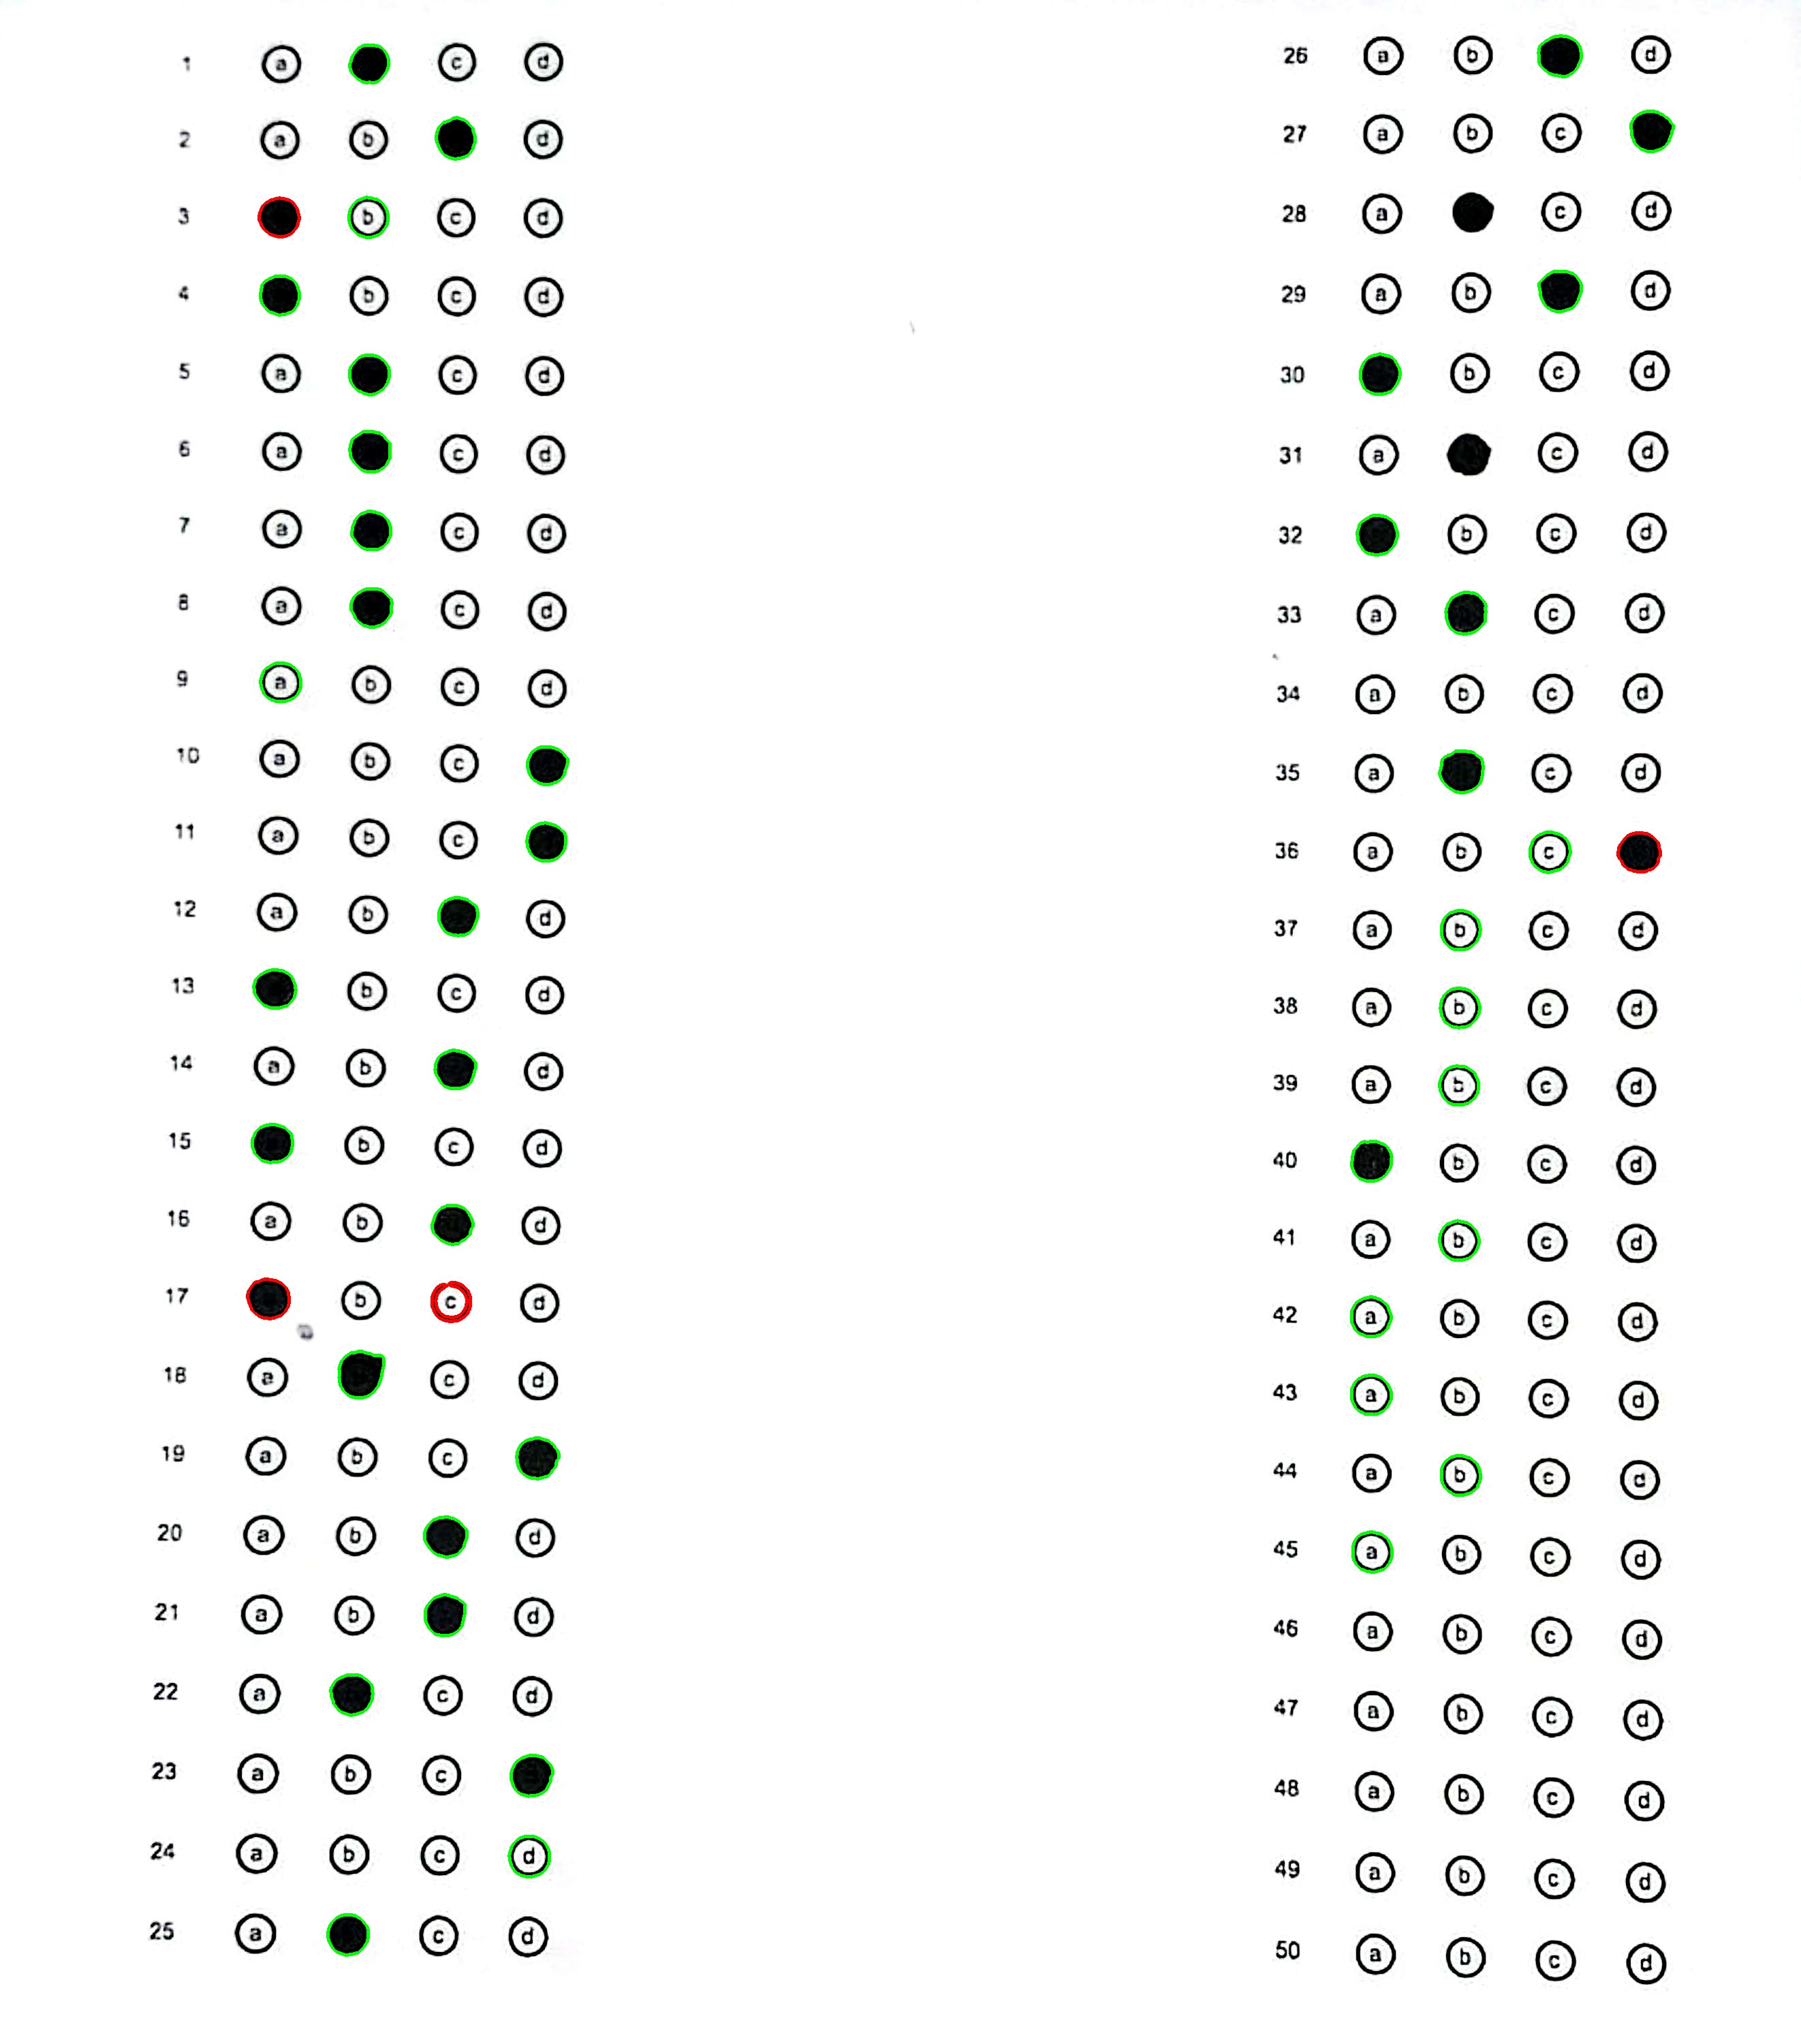 1 a c d
2 a b d
3 b c d
4 b c d
5 a c d
6 a c d
7 a c d
8 a c d
9 a b c d
10 a b c
11 a b c
12 a b d
13 b c d
14 a b d
15 b c d
16 a b d
17 b c d
18 a c d
19 a b c
20 a b d
21 a b d
22 a c d
23 a b c
24 a b c d
25 a c d
26 a b d
27 a b c
28 a c d
29 a b d
30 b c d
31 a c d
32 b c d
33 a c d
34 a b c d
35 a c d
36 a b c
37 a b c d
38 a b c d
39 a b c d
40 b c d
41 a b c d
42 a b c d
43 a b c d
44 a b c d
45 a b c d
46 a b c d
47 a b c d
48 a b c d
49 a b c d
50 a b c d